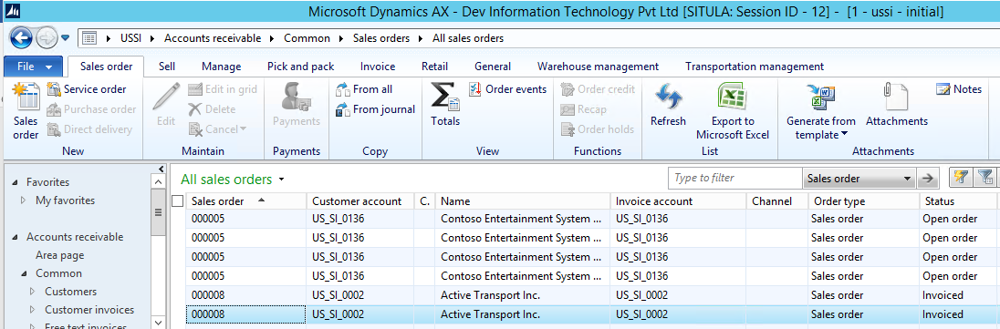 Microsoft Dynamics AX - Dev Information Technology Pvt Ltd [SITULA: Session ID - 12] - [1 - ussi - initial]
USSI Accounts receivable Common Sales orders All sales orders
File Sales order Sell Manage Pick and pack Invoice Retail General Warehouse management Transportation management
Sales order
Service order
Purchase order
Direct delivery
New
Edit
Edit in grid
Delete
Cancel
Maintain
Payments
Payments
From all
From journal
Copy
Totals
Order events
View
Order credit
Recap
Order holds
Functions
Refresh
Export to Microsoft Excel
List
Generate from template
Attachments
Notes
Attachments
Favorites
My favorites
Accounts receivable
Area page
Common
Customers
Customer invoices
Free text invoices
All sales orders Type to filter Sales order
Sales order Customer account C. Name Invoice account Channel Order type Status
000005 US_SI_0136 Contoso Entertainment System ... US_SI_0136 Sales order Open order
000005 US_SI_0136 Contoso Entertainment System ... US_SI_0136 Sales order Open order
000005 US_SI_0136 Contoso Entertainment System ... US_SI_0136 Sales order Open order
000005 US_SI_0136 Contoso Entertainment System ... US_SI_0136 Sales order Open order
000008 US_SI_0002 Active Transport Inc. US_SI_0002 Sales order Invoiced
000008 US_SI_0002 Active Transport Inc. US_SI_0002 Sales order Invoiced